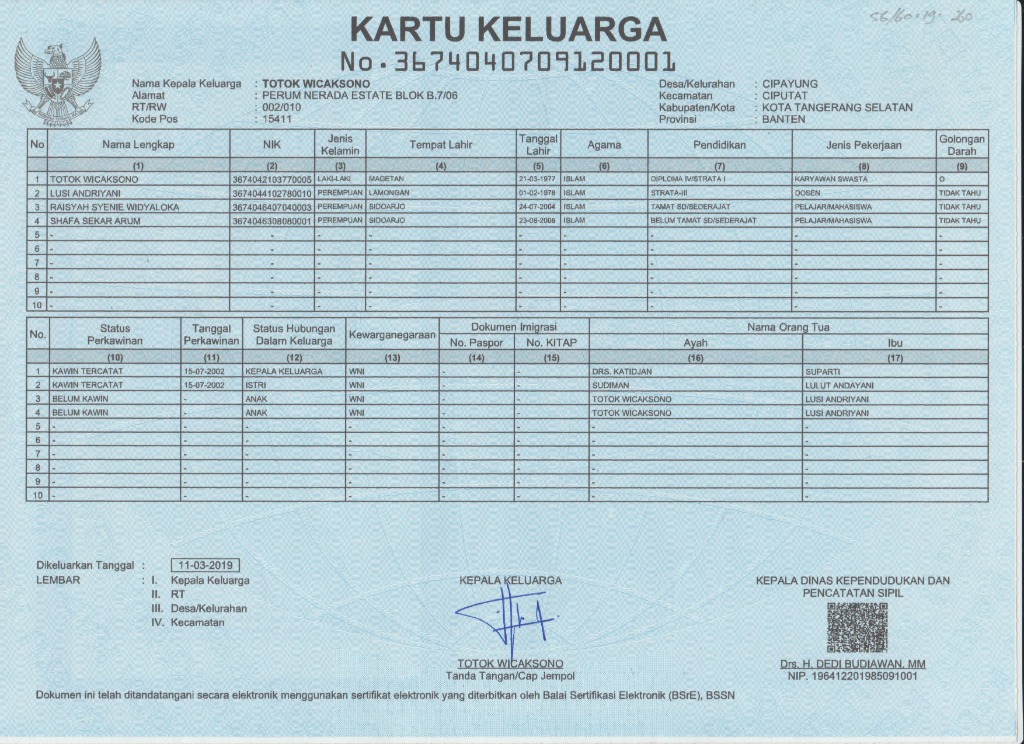 56/60-19- 20
KARTU KELUARGA
No.3674040709120001
Nama Kepala Keluarga : TOTOK WICAKSONO
Alamat : PERUM NERADA ESTATE BLOK B.7/06
RT/RW : 002/010
Kode Pos : 15411
Desa/Kelurahan : CIPAYUNG
Kecamatan : CIPUTAT
Kabupaten/Kota : KOTA TANGERANG SELATAN
Provinsi : BANTEN
No Nama Lengkap NIK Jenis Kelamin Tempat Lahir Tanggal Lahir Agama Pendidikan Jenis Pekerjaan Golongan Darah
(1) (2) (3) (4) (5) (6) (7) (8) (9)
1 TOTOK WICAKSONO 3674042103770005 LAKI-LAKI MAGETAN 21-03-1977 ISLAM DIPLOMA IV/STRATA I KARYAWAN SWASTA O
2 LUSI ANDRIYANI 3674044102780010 PEREMPUAN LAMONGAN 01-02-1978 ISLAM STRATA-III DOSEN TIDAK TAHU
3 RAISYAH SYENIE WIDYALOKA 3674046407040003 PEREMPUAN SIDOARJO 24-07-2004 ISLAM TAMAT SD/SEDERAJAT PELAJAR/MAHASISWA TIDAK TAHU
4 SHAFA SEKAR ARUM 3674046308080001 PEREMPUAN SIDOARJO 23-08-2008 ISLAM BELUM TAMAT SD/SEDERAJAT PELAJAR/MAHASISWA TIDAK TAHU
5 - - - - - - - - -
6 - - - - - - - - -
7 - - - - - - - - -
8 - - - - - - - - -
9 - - - - - - - - -
10 - - - - - - - - -
No. Status Perkawinan Tanggal Perkawinan Status Hubungan Dalam Keluarga Kewarganegaraan Dokumen Imigrasi Nama Orang Tua
No. Paspor No. KITAP Ayah Ibu
(10) (11) (12) (13) (14) (15) (16) (17)
1 KAWIN TERCATAT 15-07-2002 KEPALA KELUARGA WNI - - DRS. KATIDJAN SUPARTI
2 KAWIN TERCATAT 15-07-2002 ISTRI WNI - - SUDIMAN LULUT ANDAYANI
3 BELUM KAWIN - ANAK WNI - - TOTOK WICAKSONO LUSI ANDRIYANI
4 BELUM KAWIN - ANAK WNI - - TOTOK WICAKSONO LUSI ANDRIYANI
5 - - - - - - - -
6 - - - - - - - -
7 - - - - - - - -
8 - - - - - - - -
9 - - - - - - - -
10 - - - - - - - -
Dikeluarkan Tanggal : 11-03-2019
LEMBAR : I. Kepala Keluarga
II. RT
III. Desa/Kelurahan
IV. Kecamatan
KEPALA KELUARGA
TOTOK WICAKSONO
Tanda Tangan/Cap Jempol
KEPALA DINAS KEPENDUDUKAN DAN
PENCATATAN SIPIL
Drs. H. DEDI BUDIAWAN, MM
NIP. 196412201985091001
Dokumen ini telah ditandatangani secara elektronik menggunakan sertifikat elektronik yang diterbitkan oleh Balai Sertifikasi Elektronik (BSrE), BSSN